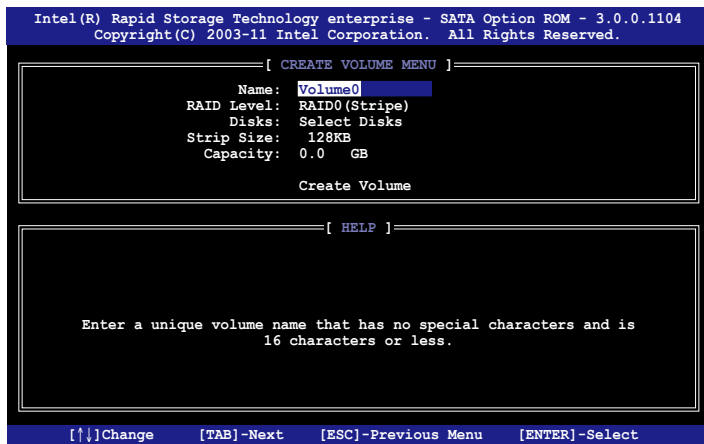 Intel(R) Rapid Storage Technology enterprise - SATA Option ROM - 3.0.0.1104
Copyright(C) 2003-11 Intel Corporation. All Rights Reserved.
[ CREATE VOLUME MENU ]
Name: Volume0
RAID Level: RAID0(Stripe)
Disks: Select Disks
Strip Size: 128KB
Capacity: 0.0 GB
Create Volume
[ HELP ]
Enter a unique volume name that has no special characters and is
16 characters or less.
[↑↓]Change [TAB]-Next [ESC]-Previous Menu [ENTER]-Select